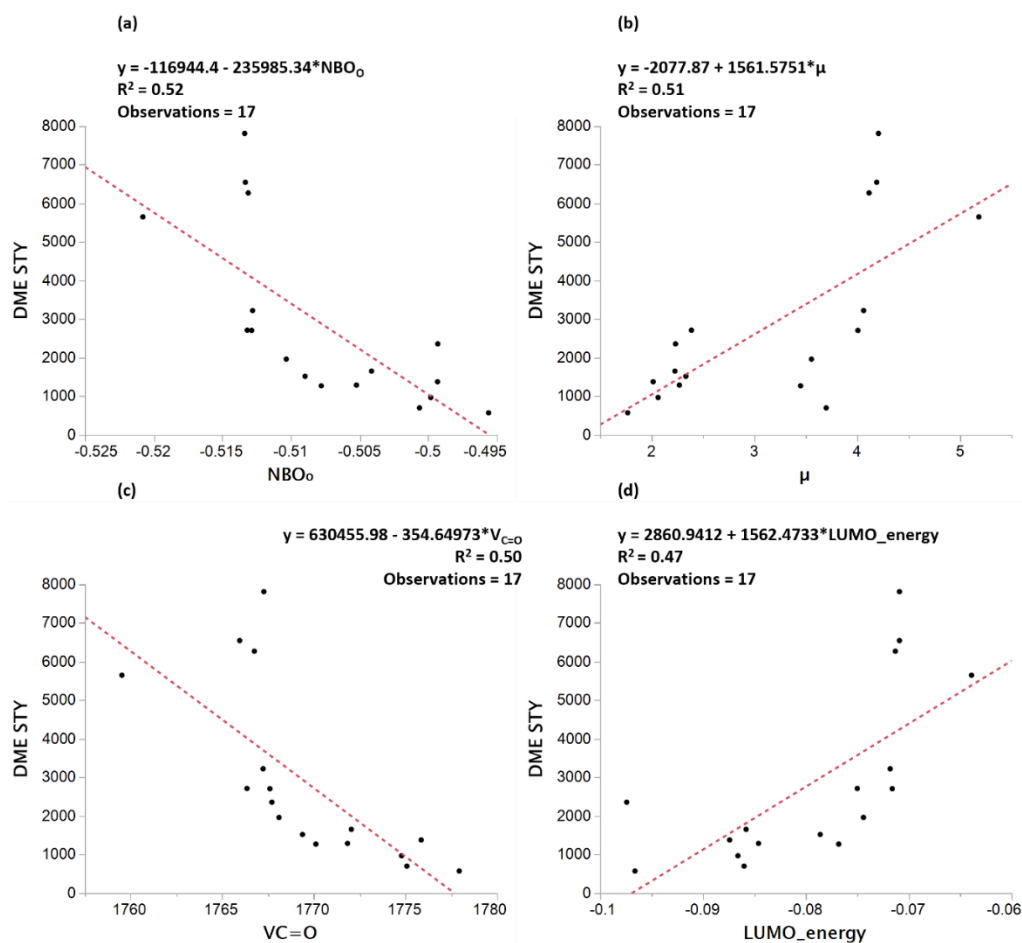 (a)
y = -116944.4 - 235985.34*NBOₒ
R² = 0.52
Observations = 17
8000
7000
6000
5000
4000
3000
2000
1000
0
DME STY
-0.525 -0.52 -0.515 -0.51 -0.505 -0.5 -0.495
NBOₒ
(b)
y = -2077.87 + 1561.5751*μ
R² = 0.51
Observations = 17
8000
7000
6000
5000
4000
3000
2000
1000
0
DME STY
2 3 4 5
μ
(c)
y = 630455.98 - 354.64973*V_C=O
R² = 0.50
Observations = 17
8000
7000
6000
5000
4000
3000
2000
1000
0
DME STY
1760 1765 1770 1775 1780
VC=O
(d)
y = 2860.9412 + 1562.4733*LUMO_energy
R² = 0.47
Observations = 17
8000
7000
6000
5000
4000
3000
2000
1000
0
DME STY
-0.1 -0.09 -0.08 -0.07 -0.06
LUMO_energy